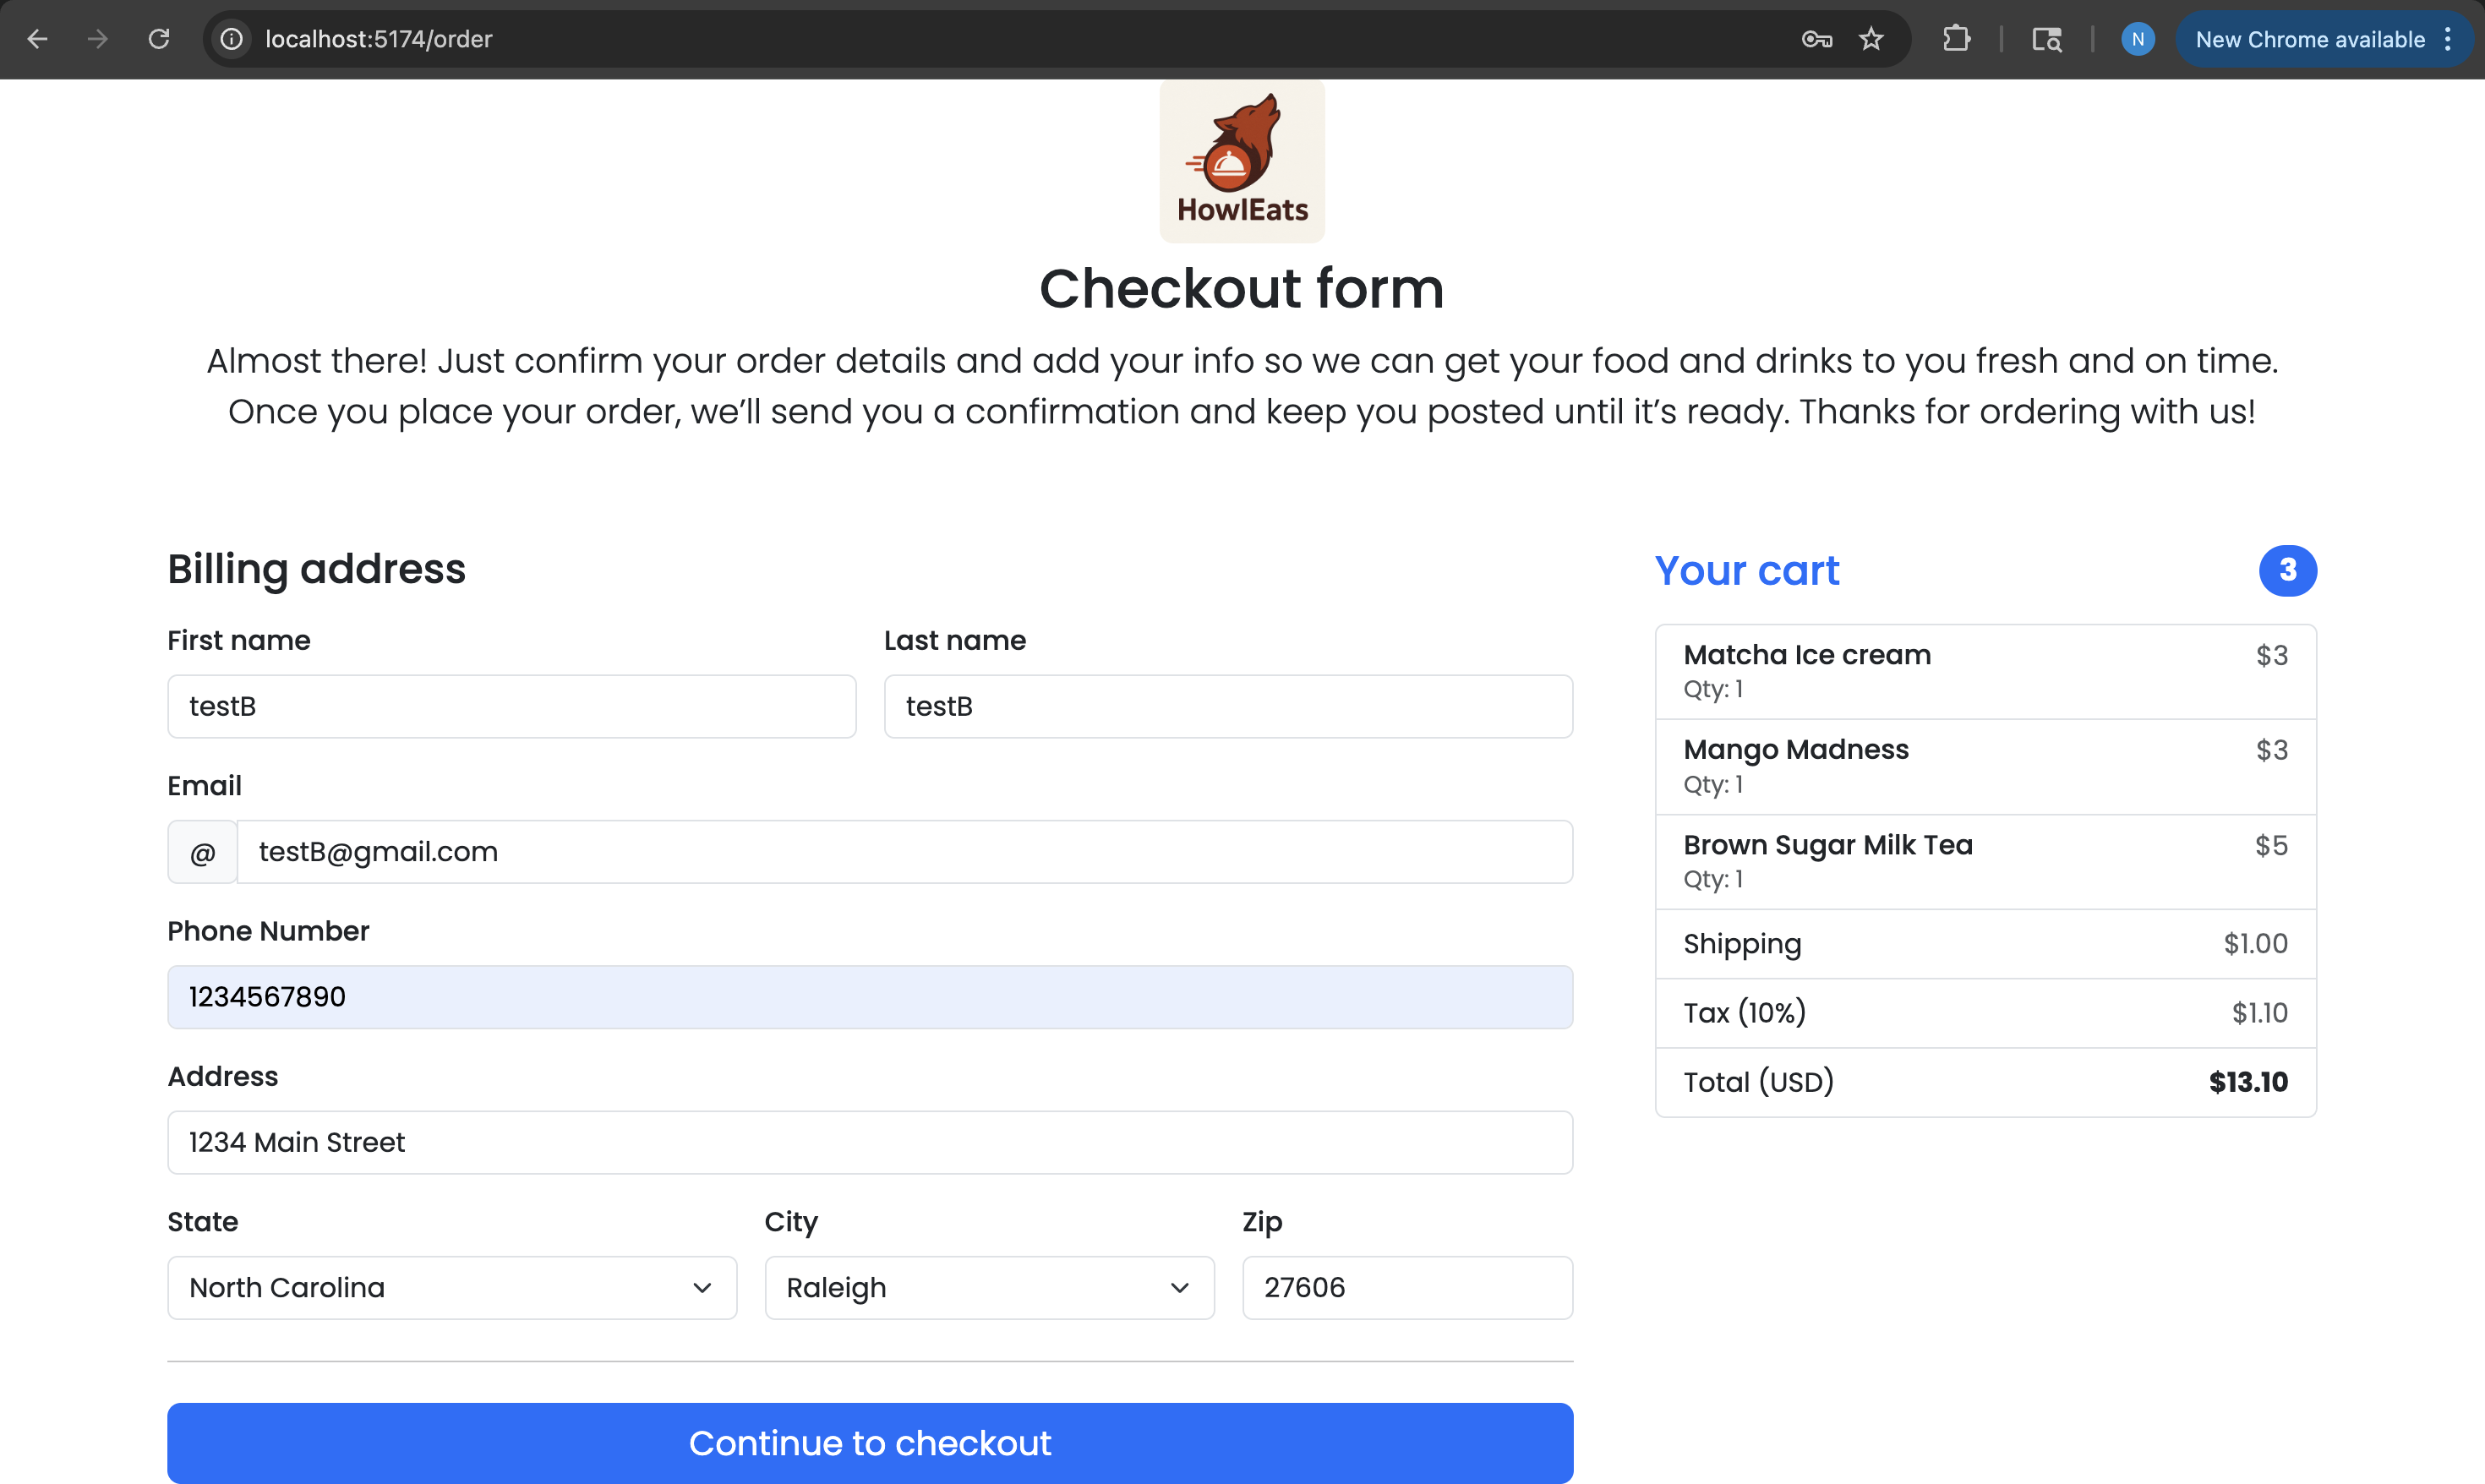 localhost:5174/order
N
New Chrome available
HowlEats
Checkout form
Almost there! Just confirm your order details and add your info so we can get your food and drinks to you fresh and on time.
Once you place your order, we’ll send you a confirmation and keep you posted until it’s ready. Thanks for ordering with us!
Billing address
First name
Last name
testB
testB
Email
@ testB@gmail.com
Phone Number
1234567890
Address
1234 Main Street
State
City
Zip
North Carolina
Raleigh
27606
Continue to checkout
Your cart
3
Matcha Ice cream $3
Qty: 1
Mango Madness $3
Qty: 1
Brown Sugar Milk Tea $5
Qty: 1
Shipping $1.00
Tax (10%) $1.10
Total (USD) $13.10